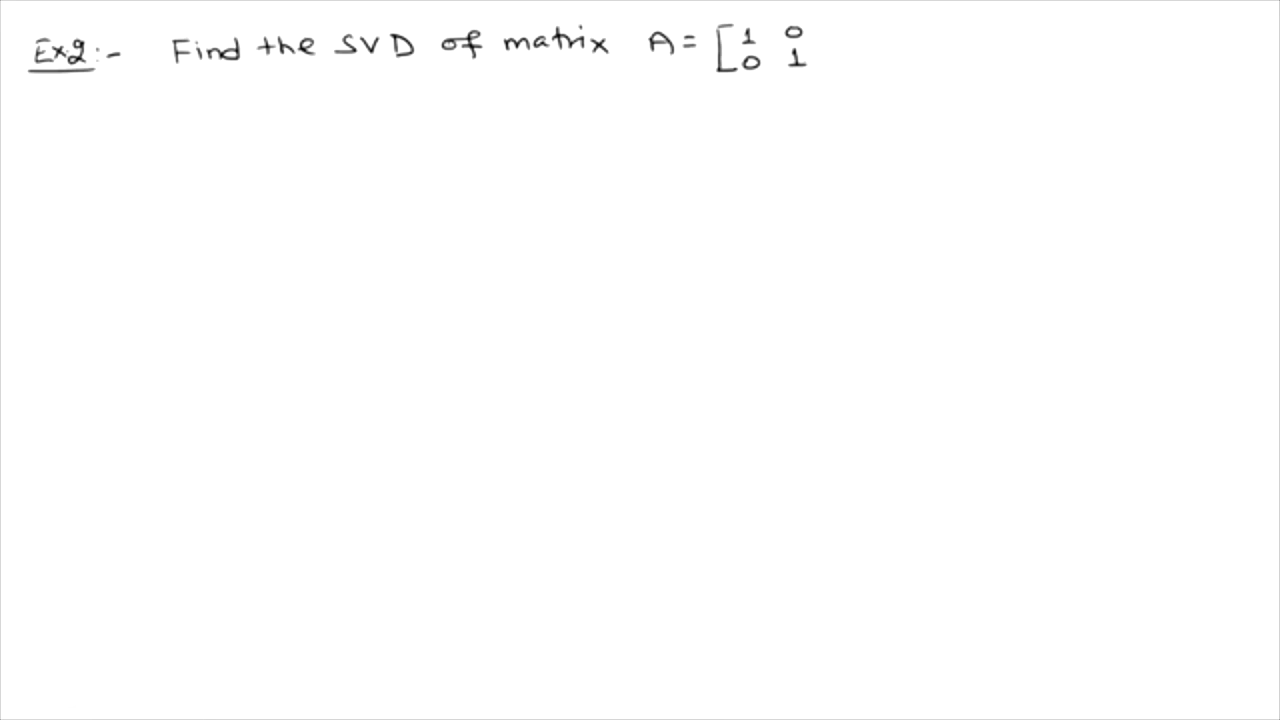 Ex2:- Find the SVD of matrix A = [1 0
0 1